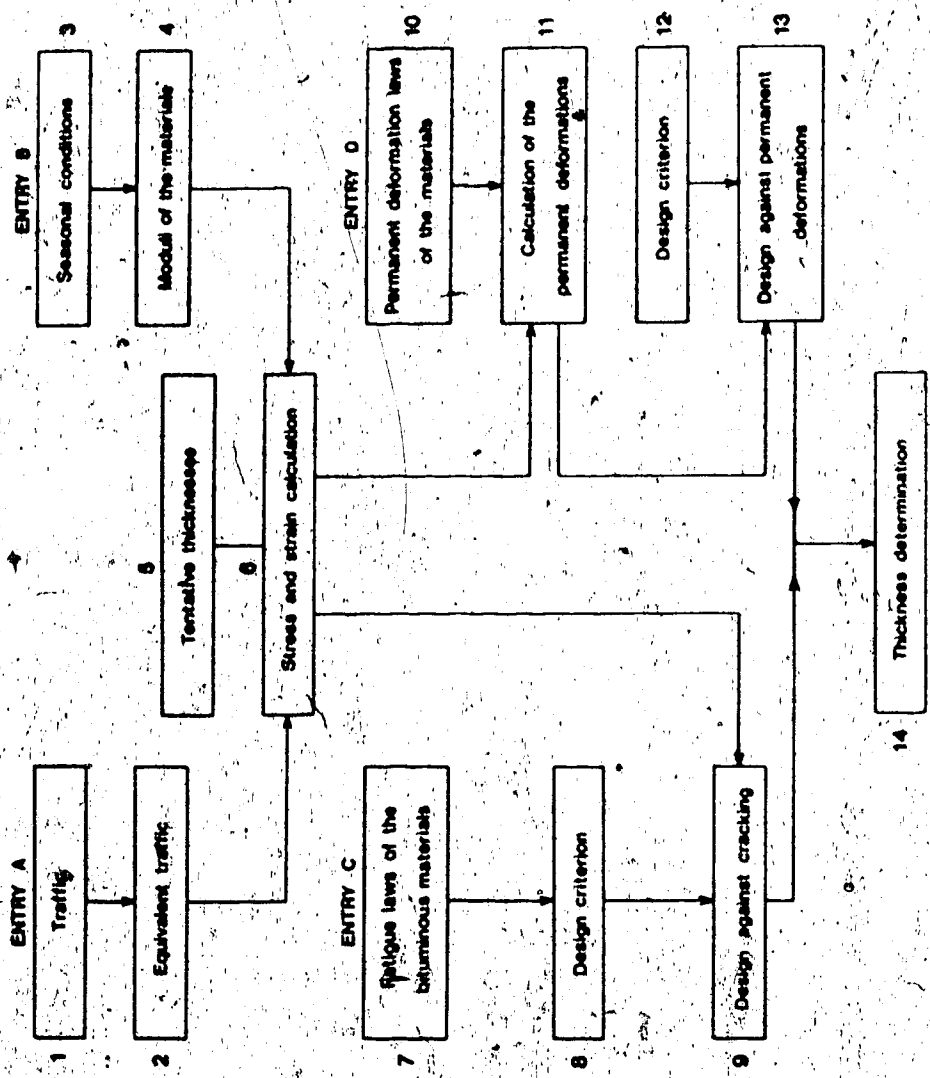 ENTRY A
1
Traffic
2
Equivalent traffic
ENTRY B
3
Seasonal conditions
4
Moduli of the materials
5
Tentative thicknesses
6
Stress and strain calculation
ENTRY C
7
Fatigue laws of the
bituminous materials
8
Design criterion
9
Design against cracking
ENTRY D
10
Permanent deformation laws
of the materials
11
Calculation of the
permanent deformations
12
Design criterion
13
Design against permanent
deformations
14
Thickness determination